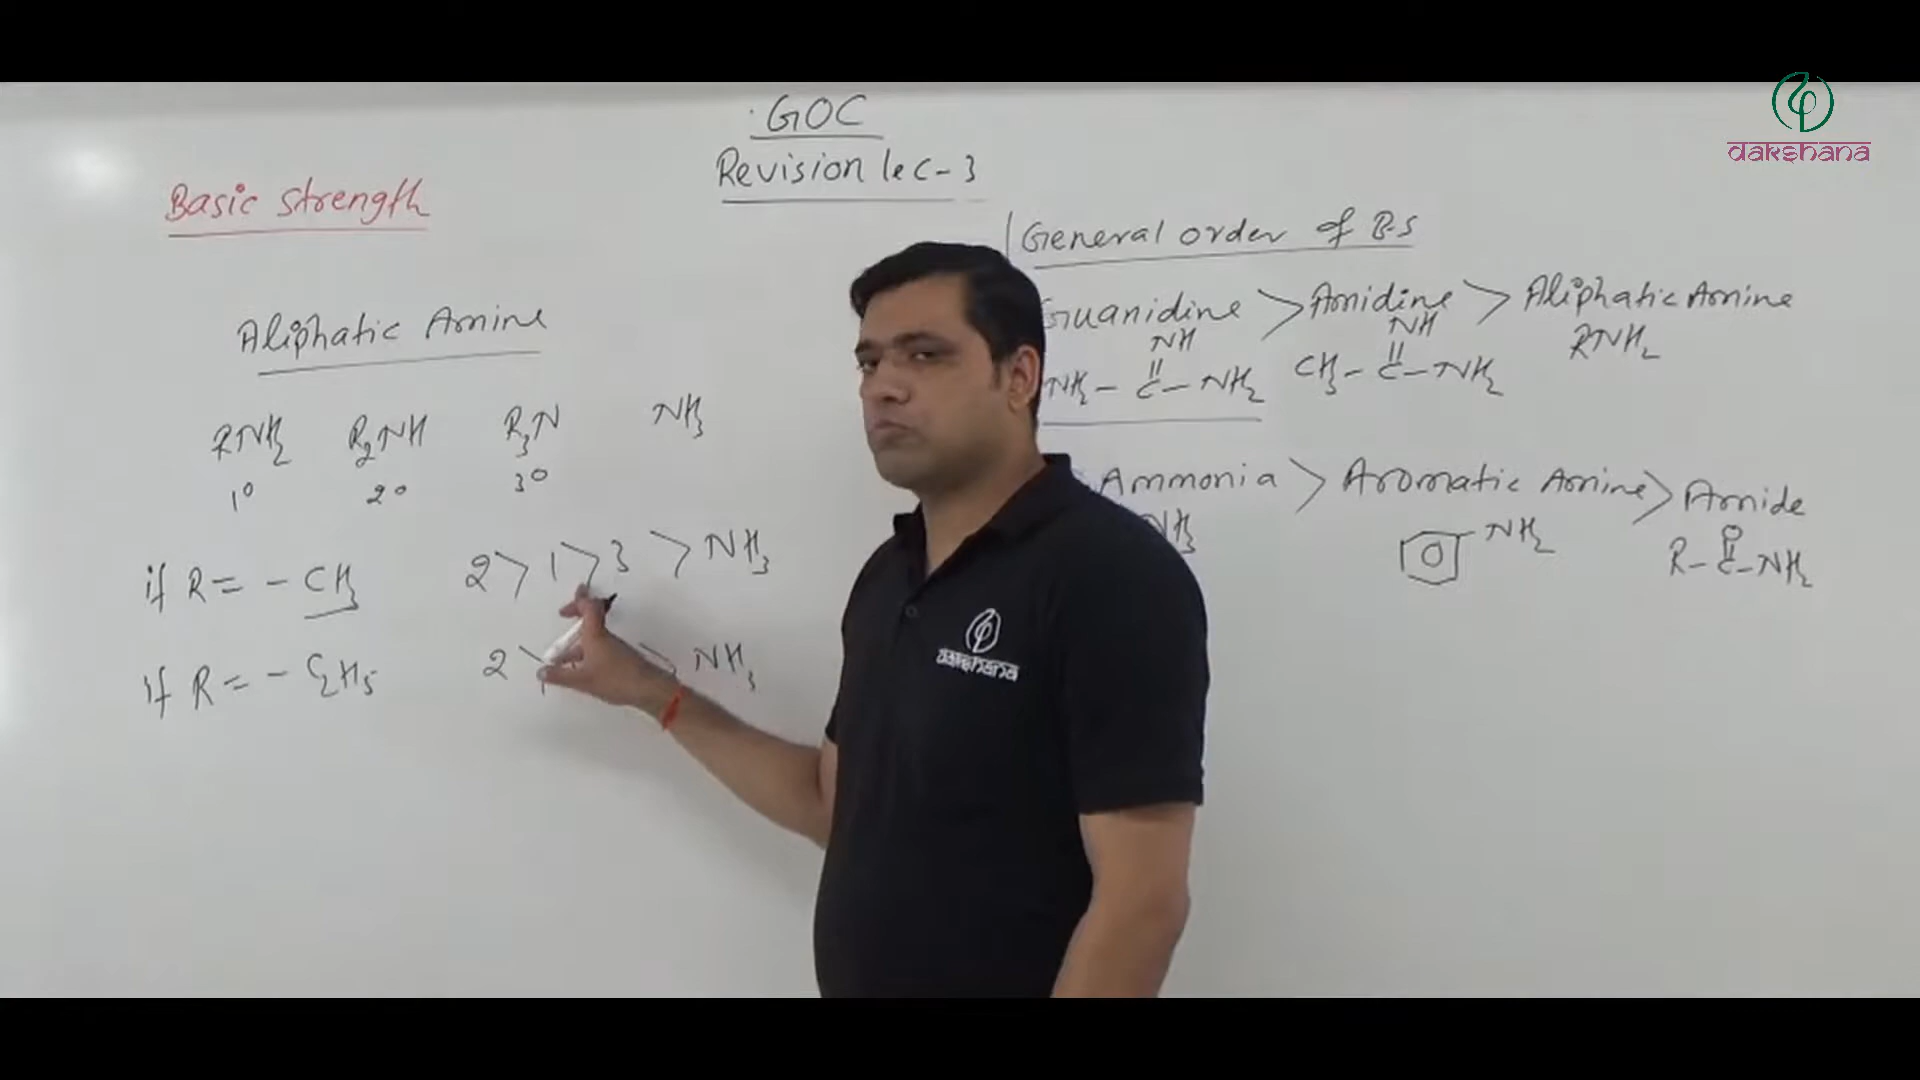 GOC
Revision lec-3
dakshana
Basic Strength
Aliphatic Amine
RNH₂ R₂NH R₃N NH₃
1° 2° 3°
if R = - CH₃ 2 > 1 > 3 > NH₃
if R = - C₂H₅ 2 > > NH₃
General order of B.S
Guanidine > Amidine > Aliphatic Amine
NH NH RNH₂
NH₂ - C - NH₂ CH₃ - C - NH₂
Ammonia > Aromatic Amine > Amide
NH₃ NH₂ O
R - C - NH₂
dakshana